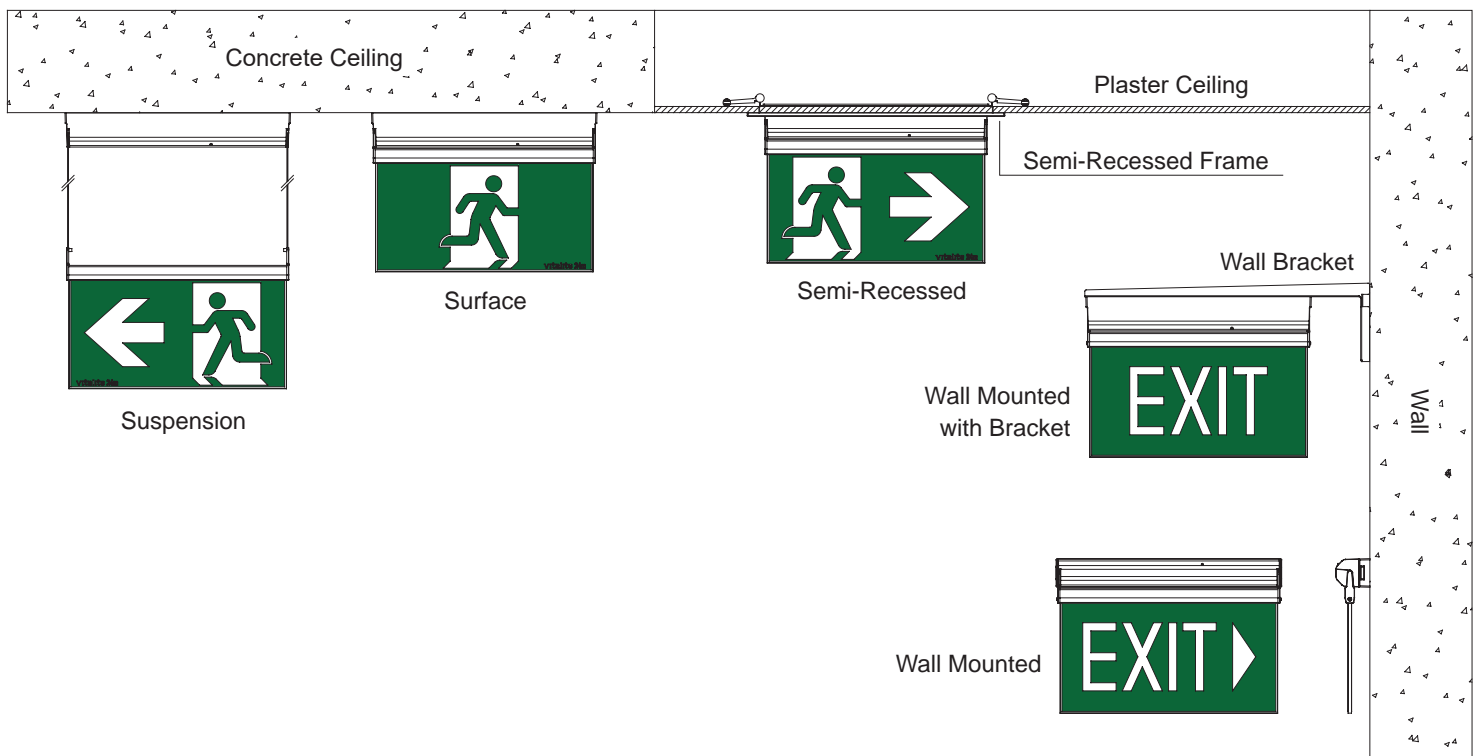 Concrete Ceiling
Plaster Ceiling
Semi-Recessed Frame
Suspension
Surface
Semi-Recessed
Wall Bracket
Wall Mounted
with Bracket
EXIT
Wall
Wall Mounted
EXIT